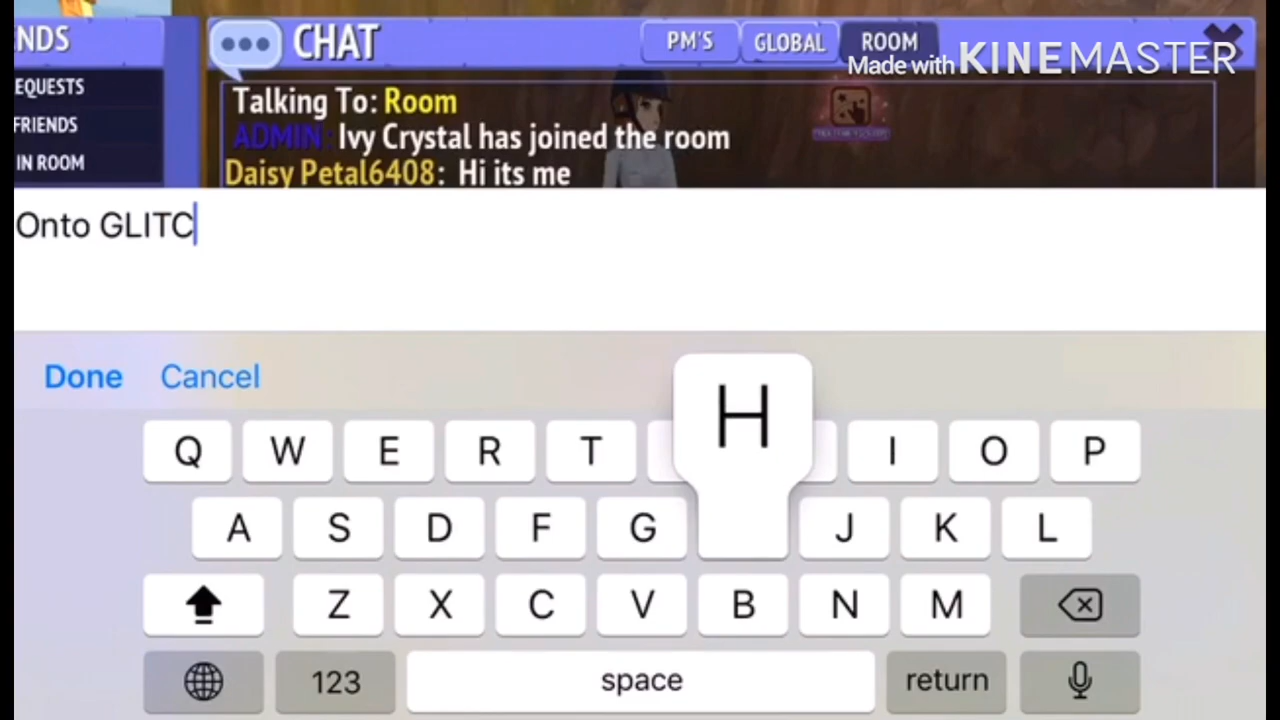 NDS
CHAT
PM'S
GLOBAL
ROOM
Made with KINEMASTER
EQUESTS
FRIENDS
IN ROOM
Talking To: Room
ADMIN: Ivy Crystal has joined the room
Daisy Petal6408: Hi its me
Onto GLITC
Done Cancel
H
Q W E R T I O P
A S D F G J K L
Z X C V B N M
123 space return